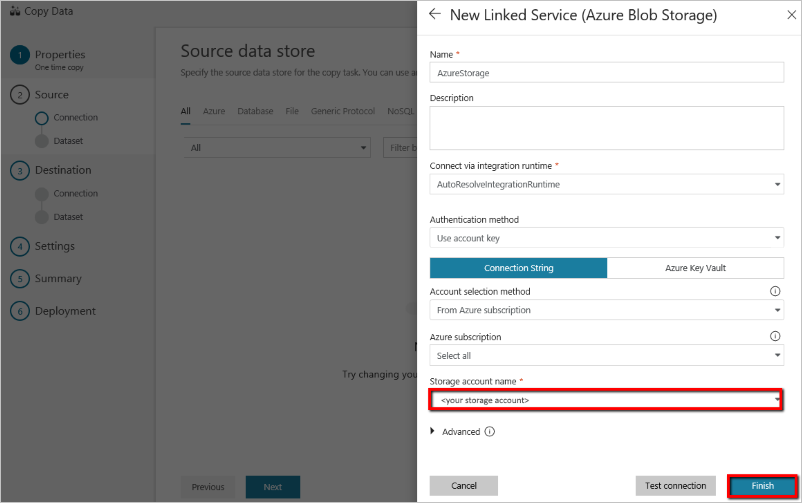 Copy Data
1
Properties
One time copy
2
Source
Connection
Dataset
3
Destination
Connection
Dataset
4
Settings
5
Summary
6
Deployment
Source data store
Specify the source data store for the copy task. You can use
All Azure Database File Generic Protocol NoSQL
All
Filter
Try changing
Previous
Next
New Linked Service (Azure Blob Storage)
Name *
AzureStorage
Description
Connect via integration runtime *
AutoResolveIntegrationRuntime
Authentication method
Use account key
Connection String
Azure Key Vault
Account selection method
From Azure subscription
Azure subscription
Select all
Storage account name *
<your storage account>
Advanced
Cancel
Test connection
Finish